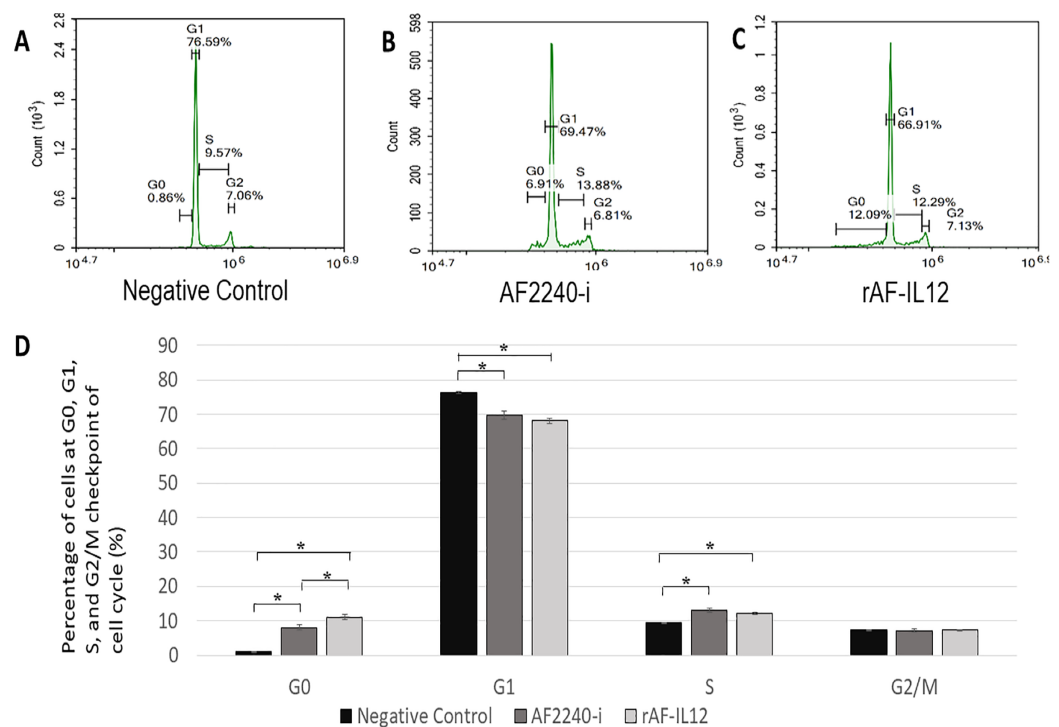 A
2.8
2.4
1.8
1.2
0.6
0
Count (10³)
G1
76.59%
S
9.57%
G2
7.06%
G0
0.86%
10^4.7
10^6
10^6.9
Negative Control
B
598
500
400
300
200
100
0
Count
G1
69.47%
G0
6.91%
S
13.88%
G2
6.81%
10^4.7
10^6
10^6.9
AF2240-i
C
1.2
1
0.8
0.6
0.4
0.2
0
Count (10³)
G1
66.91%
G0
12.09%
S
12.29%
G2
7.13%
10^4.7
10^6
10^6.9
rAF-IL12
D
Percentage of cells at G0, G1,
S, and G2/M checkpoint of
cell cycle (%)
90
80
70
60
50
40
30
20
10
0
* * *
* *
* *
G0 G1 S G2/M
Negative Control AF2240-i rAF-IL12